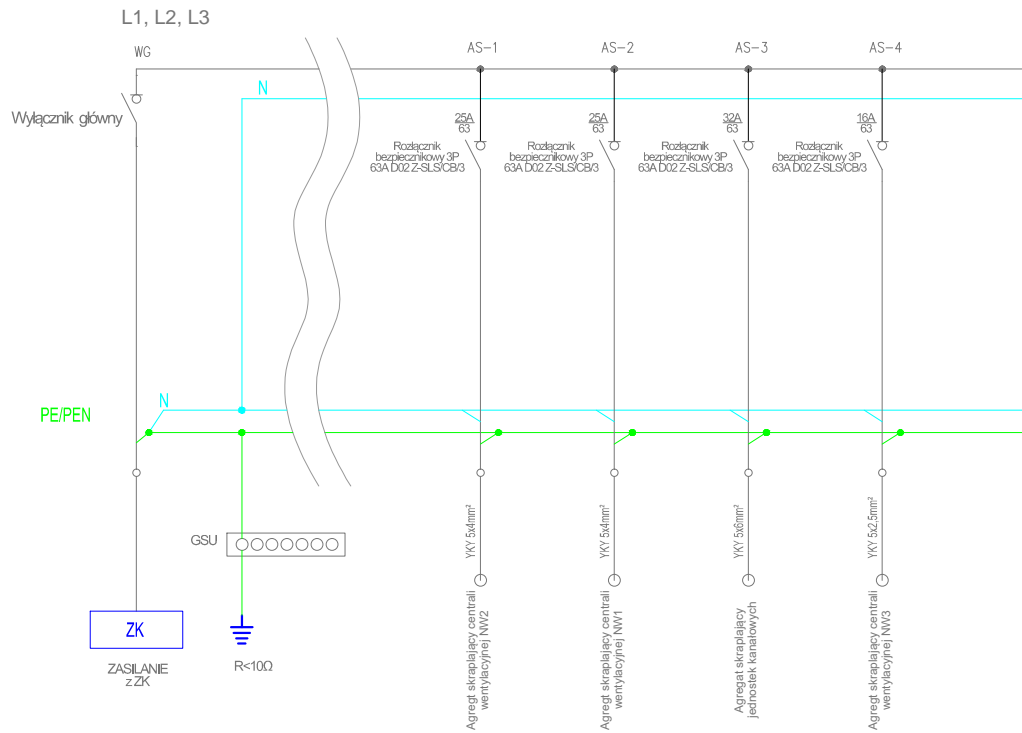 L1, L2, L3
WG
AS-1
AS-2
AS-3
AS-4
N
Wyłącznik główny
25A
63
25A
63
32A
63
16A
63
Rozłącznik
bezpiecznikowy 3P
63A D02 Z-SLS/CB/3
Rozłącznik
bezpiecznikowy 3P
63A D02 Z-SLS/CB/3
Rozłącznik
bezpiecznikowy 3P
63A D02 Z-SLS/CB/3
Rozłącznik
bezpiecznikowy 3P
63A D02 Z-SLS/CB/3
N
PE/PEN
GSU
YKY 5x4mm²
YKY 5x4mm²
YKY 5x6mm²
YKY 5x2,5mm²
ZK
ZASILANIE
z ZK
R<10Ω
Agregt skraplający centrali
wentylacyjnej NW2
Agregt skraplający centrali
wentylacyjnej NW1
Agregat skraplający
jednostek kanałowych
Agregt skraplający centrali
wentylacyjnej NW3